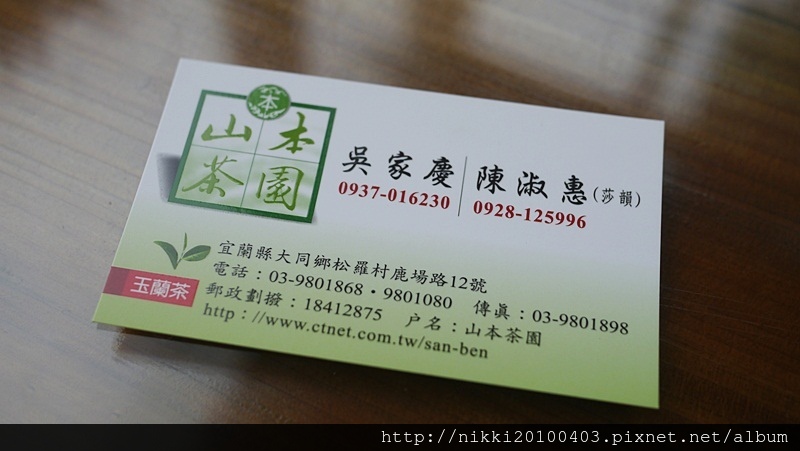 茶
山本
茶園
吳家慶
0937-016230
陳淑惠(莎韻)
0928-125996
玉蘭茶
宜蘭縣大同鄉松羅村鹿場路12號
電話：03-9801868・9801080 傳真：03-9801898
郵政劃撥：18412875 戶名：山本茶園
http：//www.ctnet.com.tw/san-ben
http://nikki20100403.pixnet.net/album